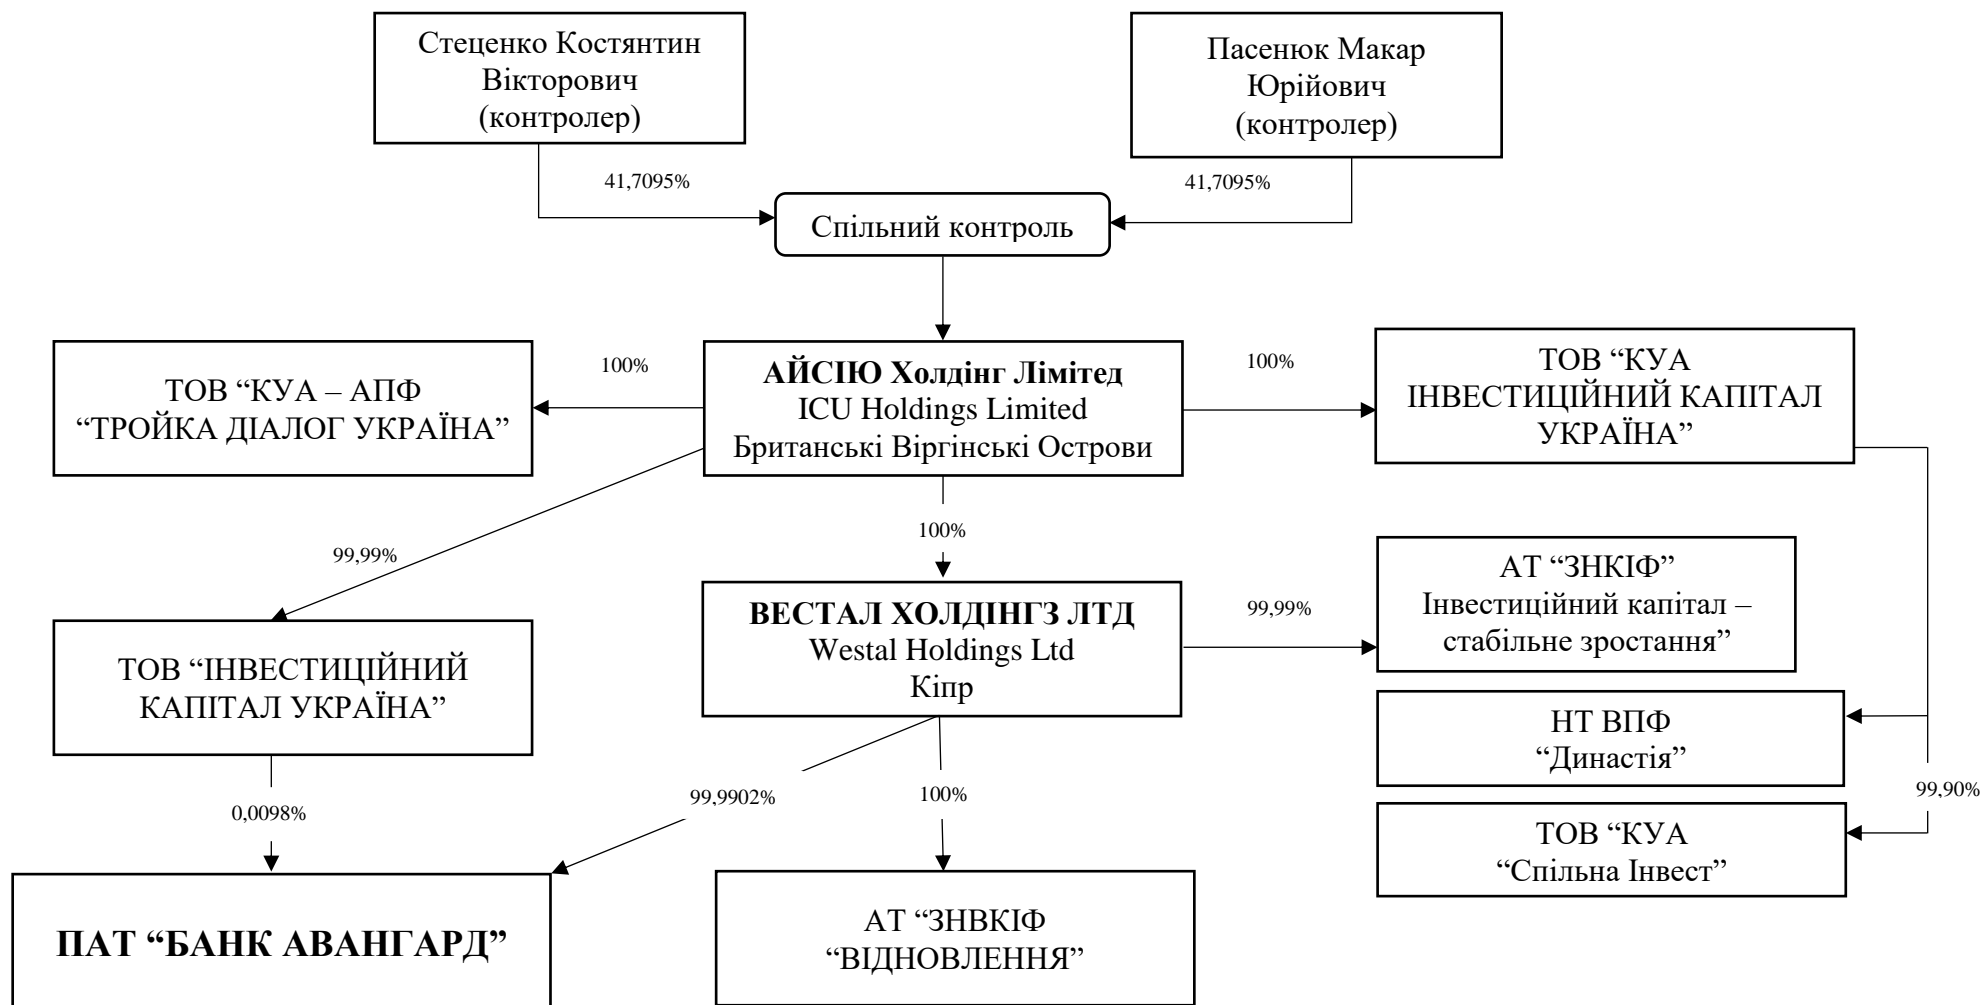 Стеценко Костянтин
Вікторович
(контролер)
Пасенюк Макар
Юрійович
(контролер)
41,7095%
41,7095%
Спільний контроль
ТОВ “КУА – АПФ
“ТРОЙКА ДІАЛОГ УКРАЇНА”
100%
АЙСІЮ Холдінг Лімітед
ICU Holdings Limited
Британські Віргінські Острови
100%
ТОВ “КУА
ІНВЕСТИЦІЙНИЙ КАПІТАЛ
УКРАЇНА”
99,99%
100%
ТОВ “ІНВЕСТИЦІЙНИЙ
КАПІТАЛ УКРАЇНА”
ВЕСТАЛ ХОЛДІНГЗ ЛТД
Westal Holdings Ltd
Кіпр
99,99%
АТ “ЗНКІФ”
Інвестиційний капітал –
стабільне зростання”
НТ ВПФ
“Династія”
99,90%
ТОВ “КУА
“Спільна Інвест”
0,0098%
99,9902%
100%
ПАТ “БАНК АВАНГАРД”
АТ “ЗНВКІФ
“ВІДНОВЛЕННЯ”